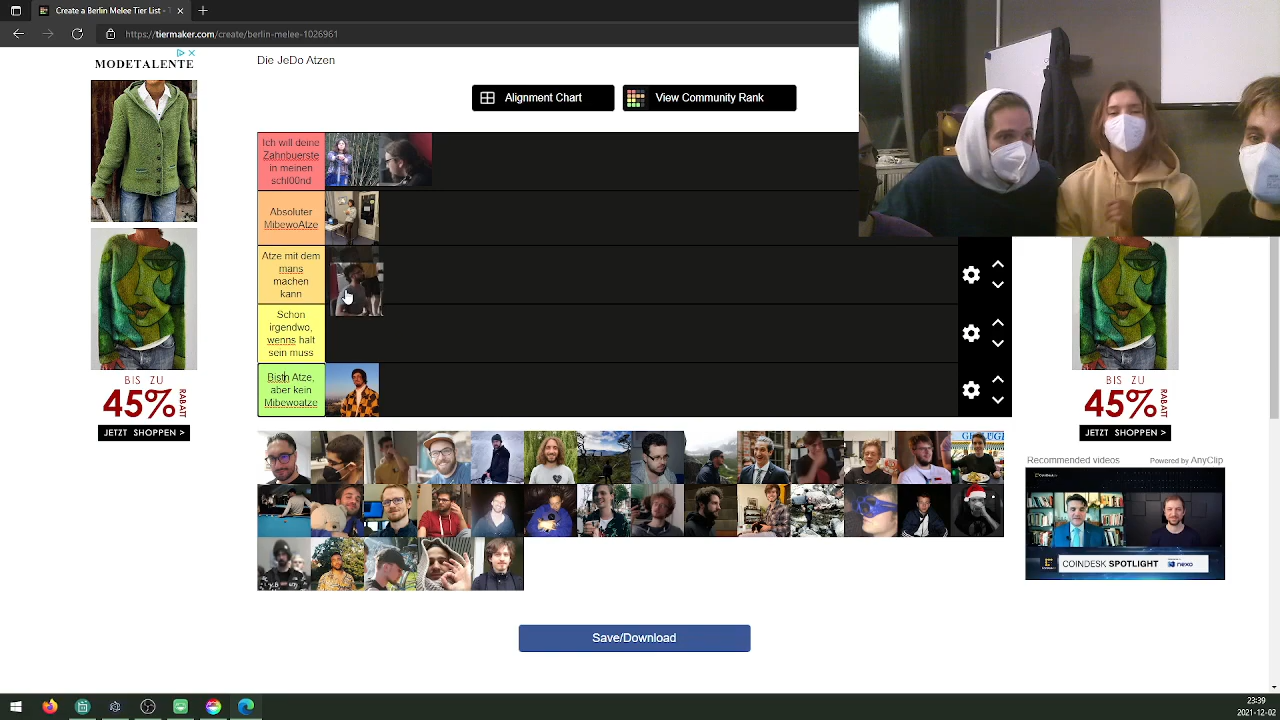 Create a Berlin Melee Tier List - T
https://tiermaker.com/create/berlin-melee-1026961
MODETALENTE
Die JeDo Atzen
Alignment Chart
View Community Rank
Ich will deine
Zahnbuerste
in meinen
schl00nd
Absoluter
MibewoAtze
Atze mit dem
mans
machen
kann
Schon
irgendwo,
wenns halt
sein muss
Bisth Atze,
aber kein
Mibewoatze
BIS ZU
45%
RABATT
JETZT SHOPPEN >
BIS ZU
45%
RABATT
JETZT SHOPPEN >
Recommended videos
Powered by AnyClip
COINDESK SPOTLIGHT
nexo
Save/Download
23:39
2021-12-02